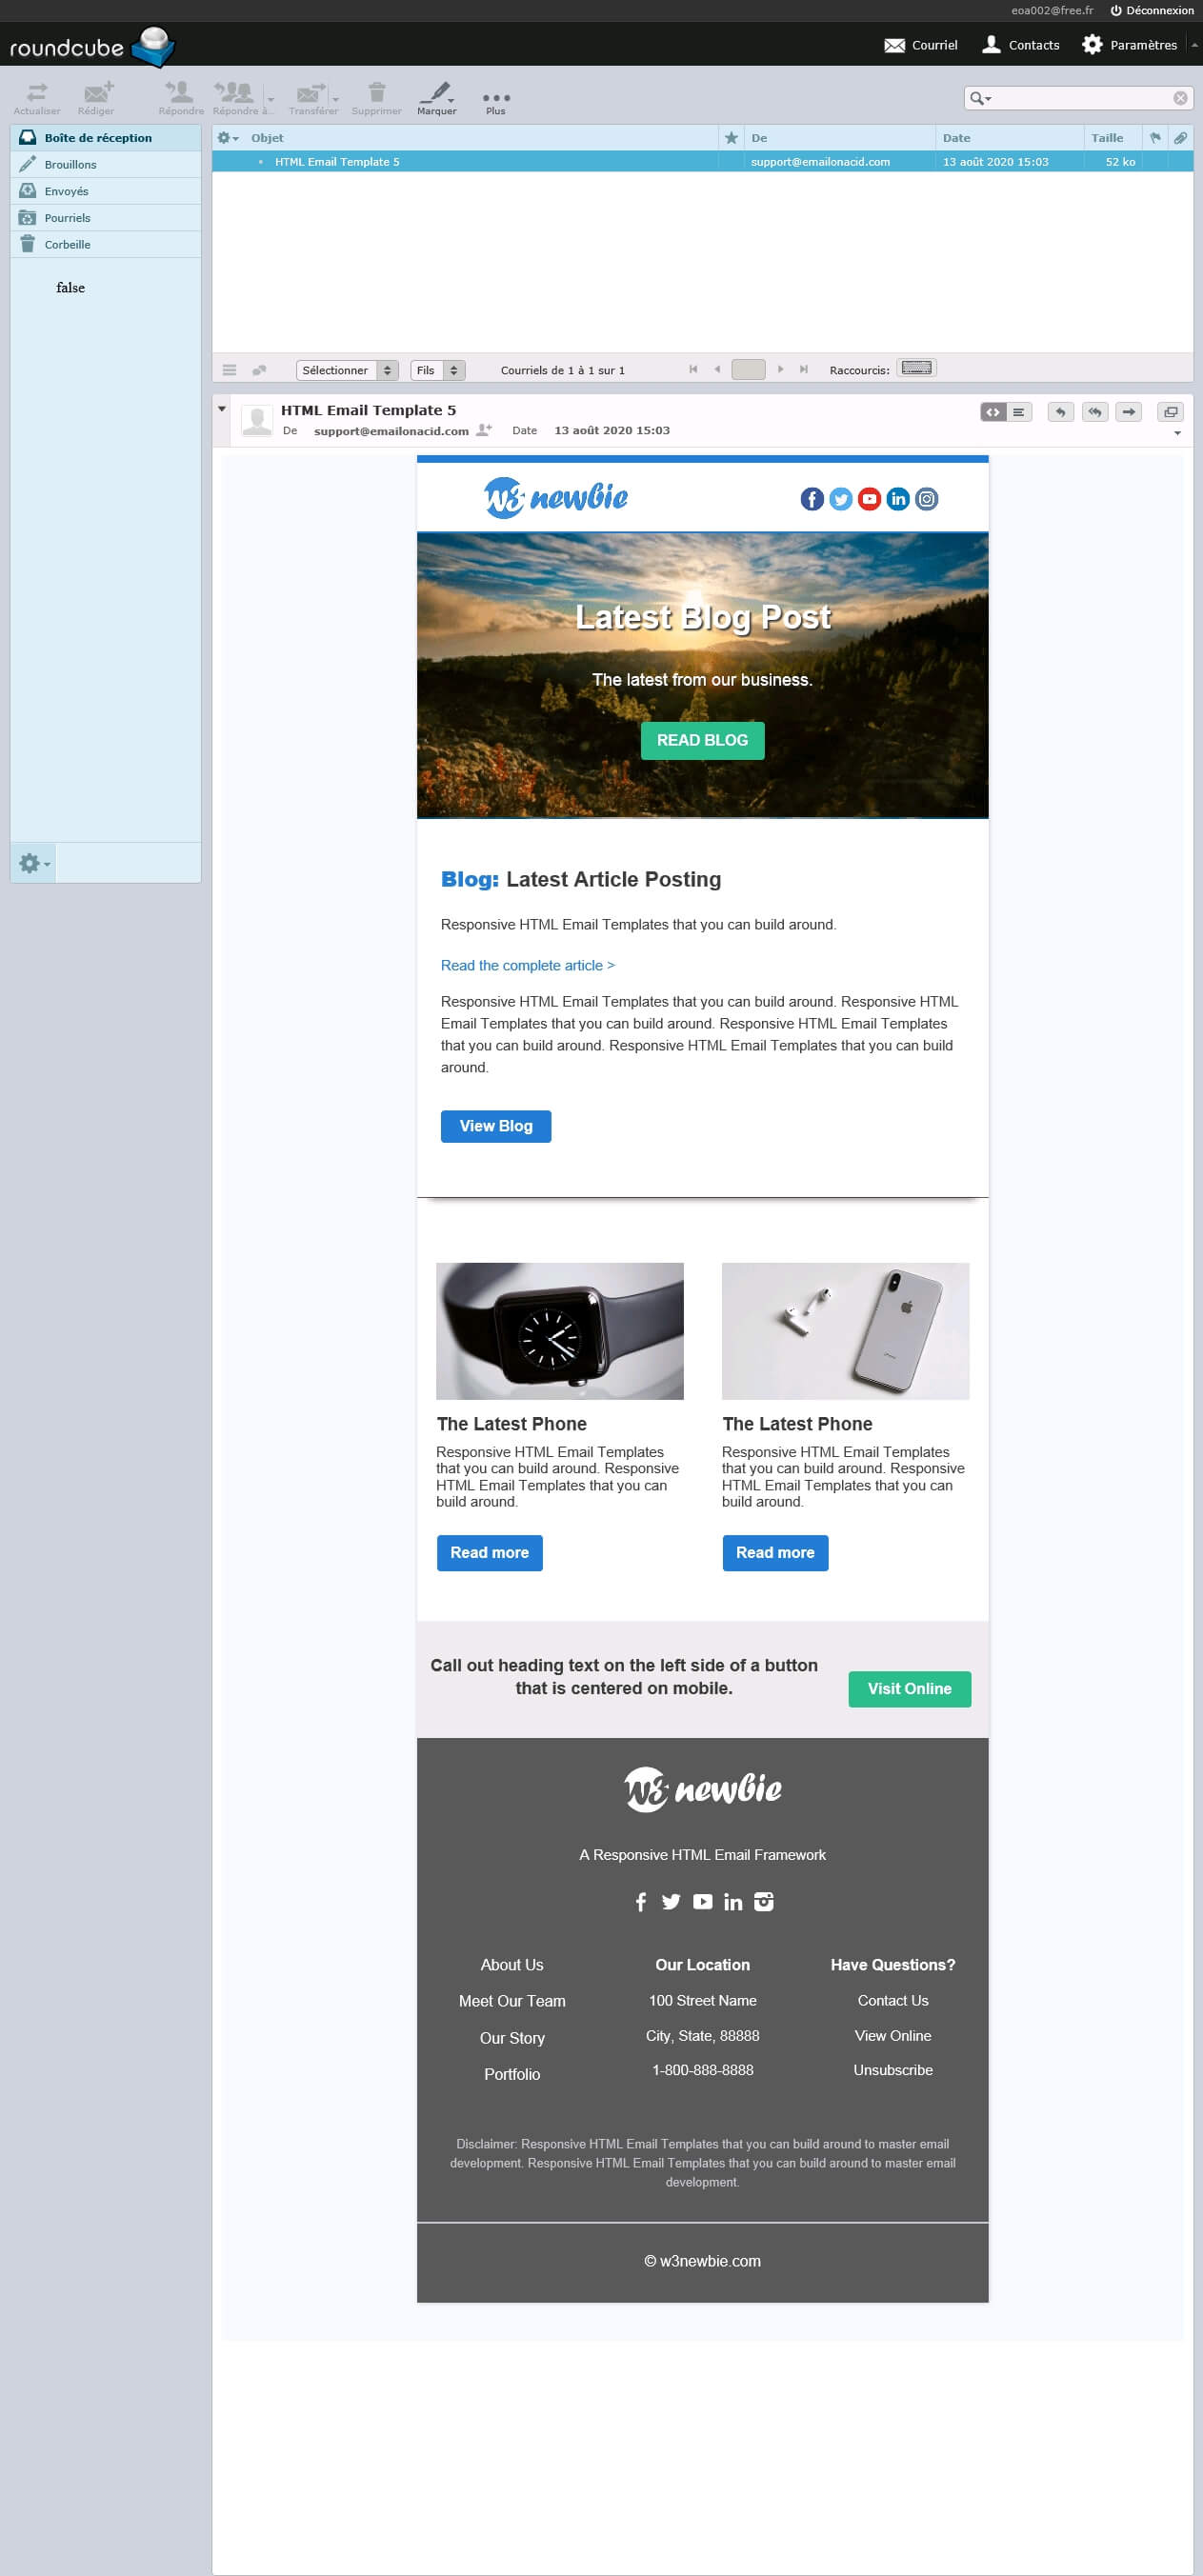 eoa002@free.fr Déconnexion
roundcube Courriel Contacts Paramètres
Actualiser Rédiger Répondre Répondre à... Transférer Supprimer Marquer Plus
Boîte de réception
Brouillons
Envoyés
Pourriels
Corbeille
false
Objet De Date Taille
HTML Email Template 5 support@emailonacid.com 13 août 2020 15:03 52 ko
Sélectionner Fils Courriels de 1 à 1 sur 1 Raccourcis:
HTML Email Template 5
De support@emailonacid.com Date 13 août 2020 15:03
W3 newbie
Latest Blog Post
The latest from our business.
READ BLOG
Blog: Latest Article Posting
Responsive HTML Email Templates that you can build around.
Read the complete article >
Responsive HTML Email Templates that you can build around. Responsive HTML
Email Templates that you can build around. Responsive HTML Email Templates
that you can build around. Responsive HTML Email Templates that you can build
around.
View Blog
The Latest Phone
Responsive HTML Email Templates
that you can build around. Responsive
HTML Email Templates that you can
build around.
Read more
The Latest Phone
Responsive HTML Email Templates
that you can build around. Responsive
HTML Email Templates that you can
build around.
Read more
Call out heading text on the left side of a button
that is centered on mobile.
Visit Online
W3 newbie
A Responsive HTML Email Framework
About Us
Meet Our Team
Our Story
Portfolio
Our Location
100 Street Name
City, State, 88888
1-800-888-8888
Have Questions?
Contact Us
View Online
Unsubscribe
Disclaimer: Responsive HTML Email Templates that you can build around to master email
development. Responsive HTML Email Templates that you can build around to master email
development.
© w3newbie.com